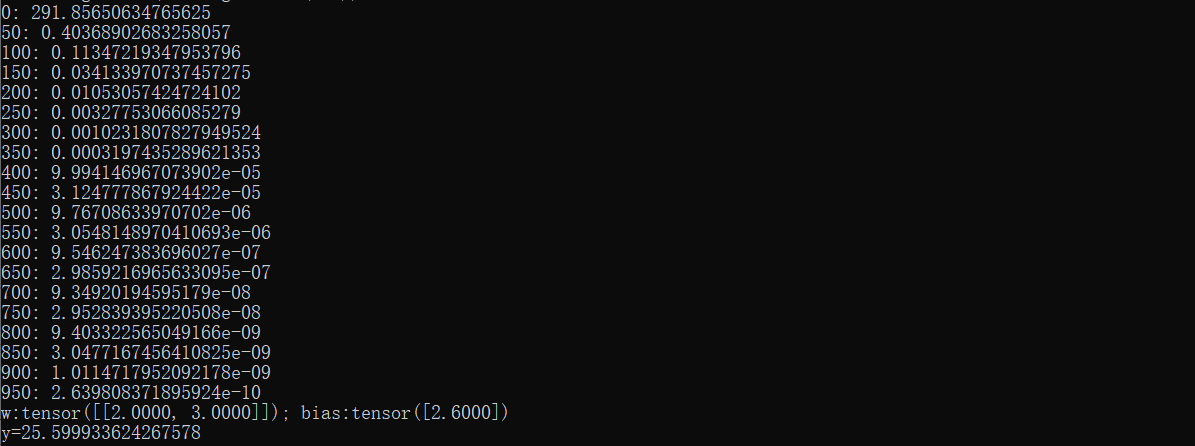 0: 291.85650634765625
50: 0.40368902683258057
100: 0.11347219347953796
150: 0.034133970737457275
200: 0.01053057424724102
250: 0.00327753066085279
300: 0.0010231807827949524
350: 0.0003197435289621353
400: 9.994146967073902e-05
450: 3.124777867924422e-05
500: 9.76708633970702e-06
550: 3.0548148970410693e-06
600: 9.546247383696027e-07
650: 2.9859216965633095e-07
700: 9.34920194595179e-08
750: 2.952839395220508e-08
800: 9.403322565049166e-09
850: 3.0477167456410825e-09
900: 1.0114717952092178e-09
950: 2.639808371895924e-10
w:tensor([[2.0000, 3.0000]]); bias:tensor([2.6000])
y=25.599933624267578